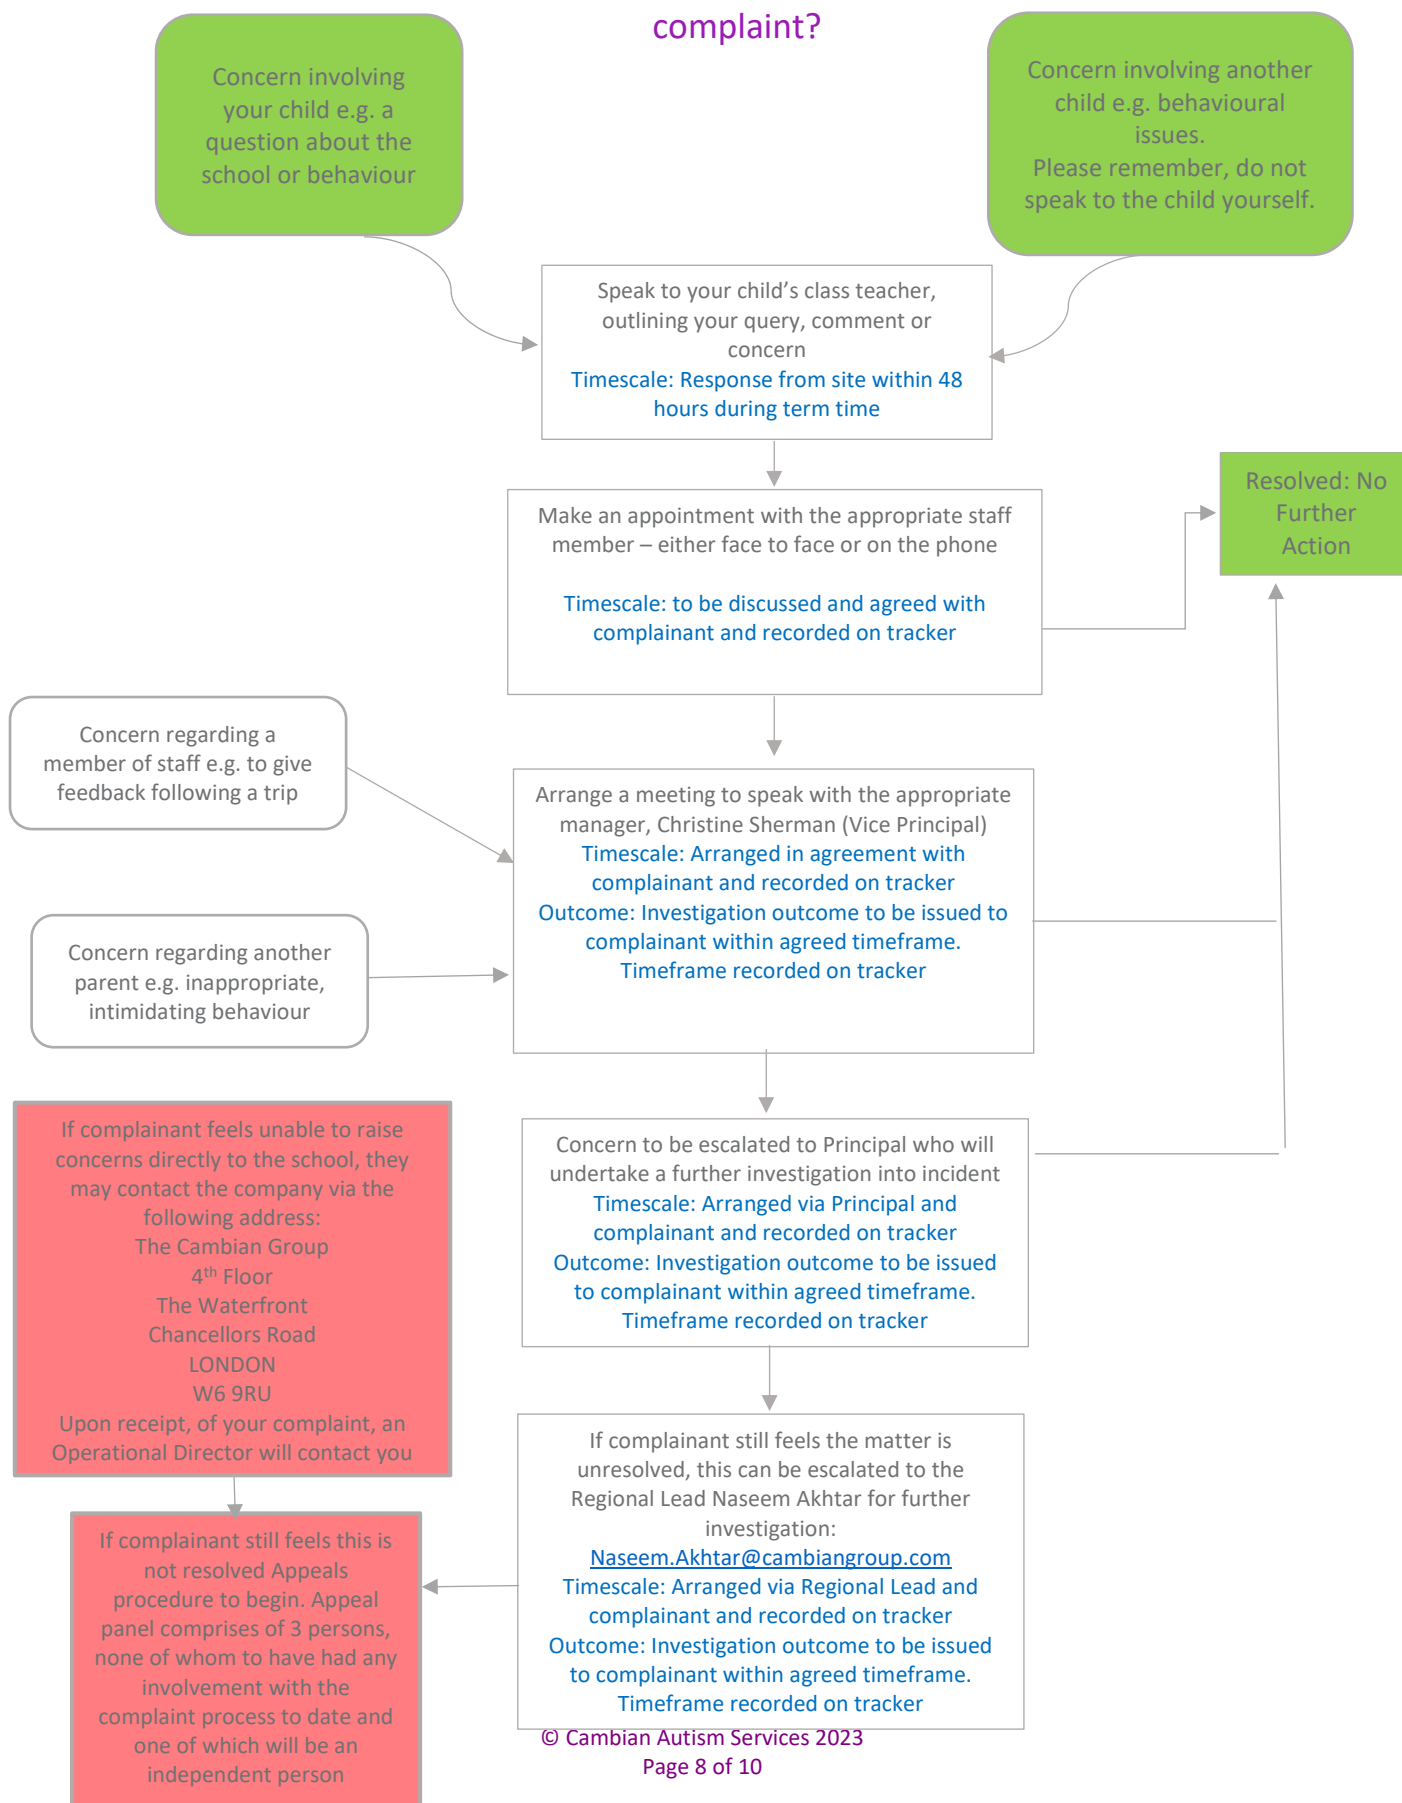 complaint?
Concern involving
your child e.g. a
question about the
school or behaviour
Concern involving another
child e.g. behavioural
issues.
Please remember, do not
speak to the child yourself.
Speak to your child’s class teacher,
outlining your query, comment or
concern
Timescale: Response from site within 48
hours during term time
Make an appointment with the appropriate staff
member – either face to face or on the phone
Timescale: to be discussed and agreed with
complainant and recorded on tracker
Resolved: No
Further
Action
Concern regarding a
member of staff e.g. to give
feedback following a trip
Arrange a meeting to speak with the appropriate
manager, Christine Sherman (Vice Principal)
Timescale: Arranged in agreement with
complainant and recorded on tracker
Outcome: Investigation outcome to be issued to
complainant within agreed timeframe.
Timeframe recorded on tracker
Concern regarding another
parent e.g. inappropriate,
intimidating behaviour
If complainant feels unable to raise
concerns directly to the school, they
may contact the company via the
following address:
The Cambian Group
4th Floor
The Waterfront
Chancellors Road
LONDON
W6 9RU
Upon receipt, of your complaint, an
Operational Director will contact you
Concern to be escalated to Principal who will
undertake a further investigation into incident
Timescale: Arranged via Principal and
complainant and recorded on tracker
Outcome: Investigation outcome to be issued
to complainant within agreed timeframe.
Timeframe recorded on tracker
If complainant still feels the matter is
unresolved, this can be escalated to the
Regional Lead Naseem Akhtar for further
investigation:
Naseem.Akhtar@cambiangroup.com
Timescale: Arranged via Regional Lead and
complainant and recorded on tracker
Outcome: Investigation outcome to be issued
to complainant within agreed timeframe.
Timeframe recorded on tracker
If complainant still feels this is
not resolved Appeals
procedure to begin. Appeal
panel comprises of 3 persons,
none of whom to have had any
involvement with the
complaint process to date and
one of which will be an
independent person
© Cambian Autism Services 2023
Page 8 of 10